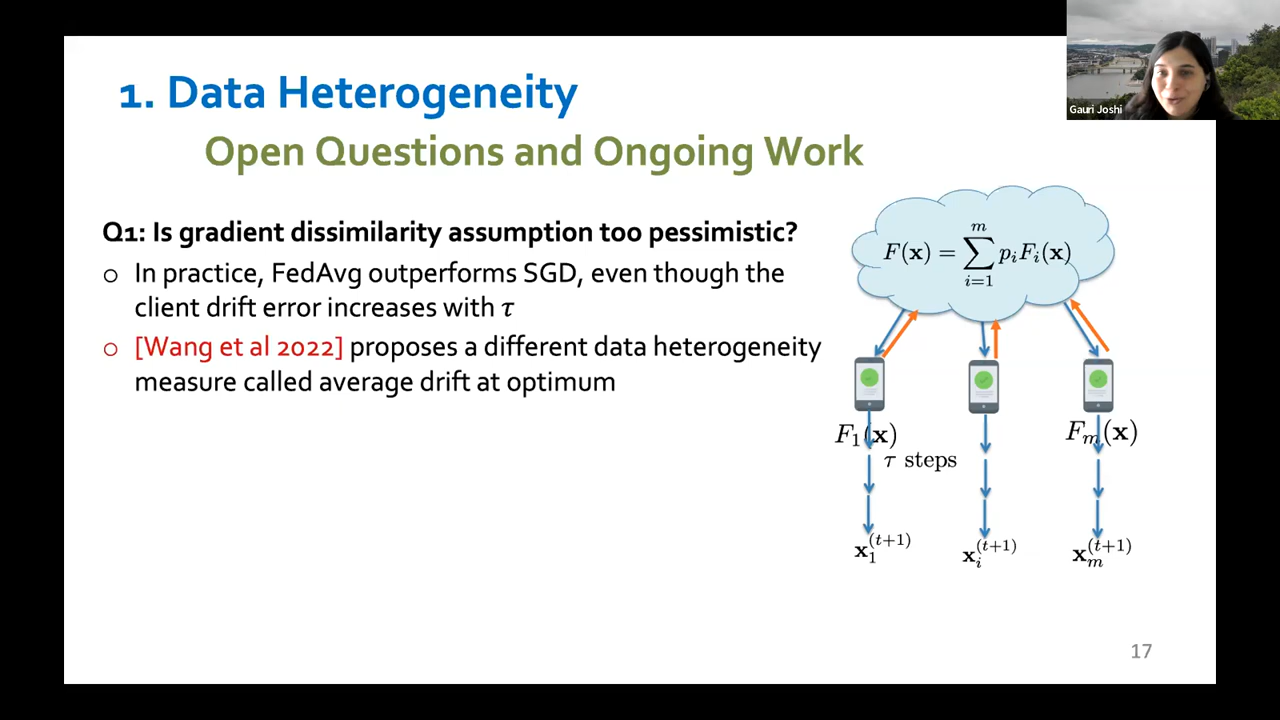 1. Data Heterogeneity
Open Questions and Ongoing Work
Gauri Joshi
Q1: Is gradient dissimilarity assumption too pessimistic?
o In practice, FedAvg outperforms SGD, even though the
client drift error increases with τ
o [Wang et al 2022] proposes a different data heterogeneity
measure called average drift at optimum
F(x) = ∑_{i=1}^{m} p_i F_i(x)
F_1(x)
F_m(x)
τ steps
x_1^{(t+1)}
x_i^{(t+1)}
x_m^{(t+1)}
17